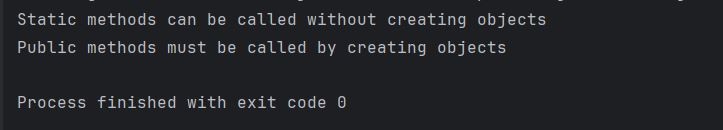 Static methods can be called without creating objects
Public methods must be called by creating objects
Process finished with exit code 0